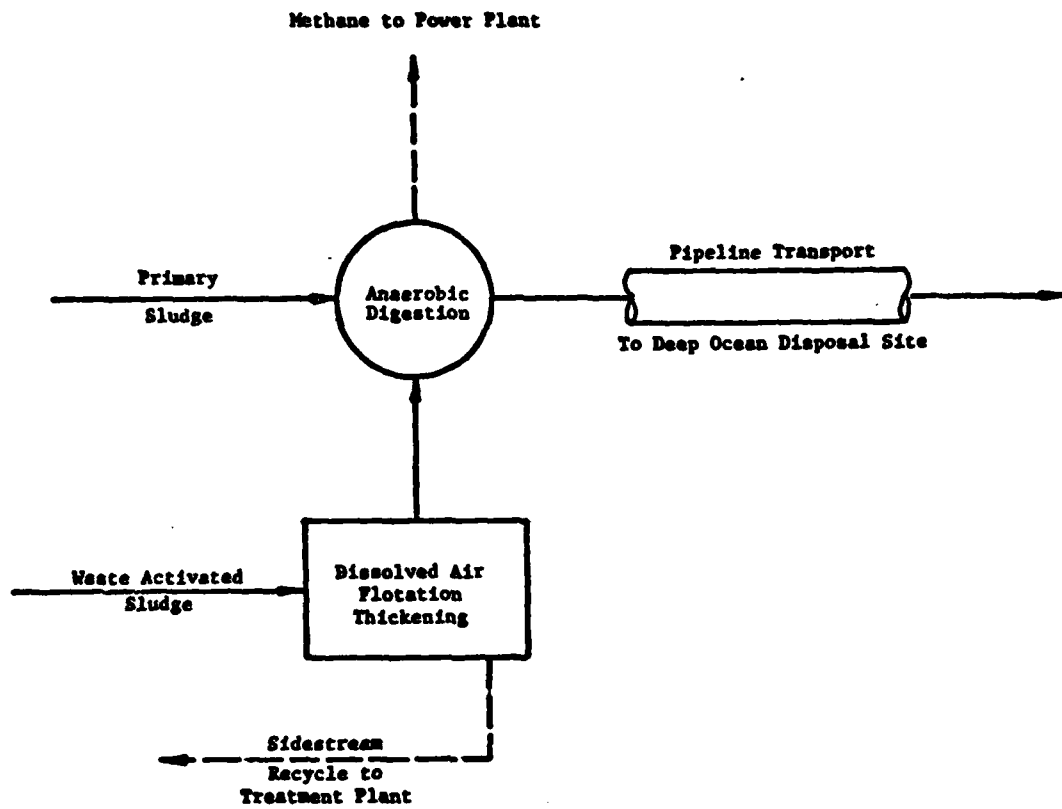 Methane to Power Plant
Primary
Sludge
Anaerobic
Digestion
Pipeline Transport
To Deep Ocean Disposal Site
Waste Activated
Sludge
Dissolved Air
Flotation
Thickening
Sidestream
Recycle to
Treatment Plant